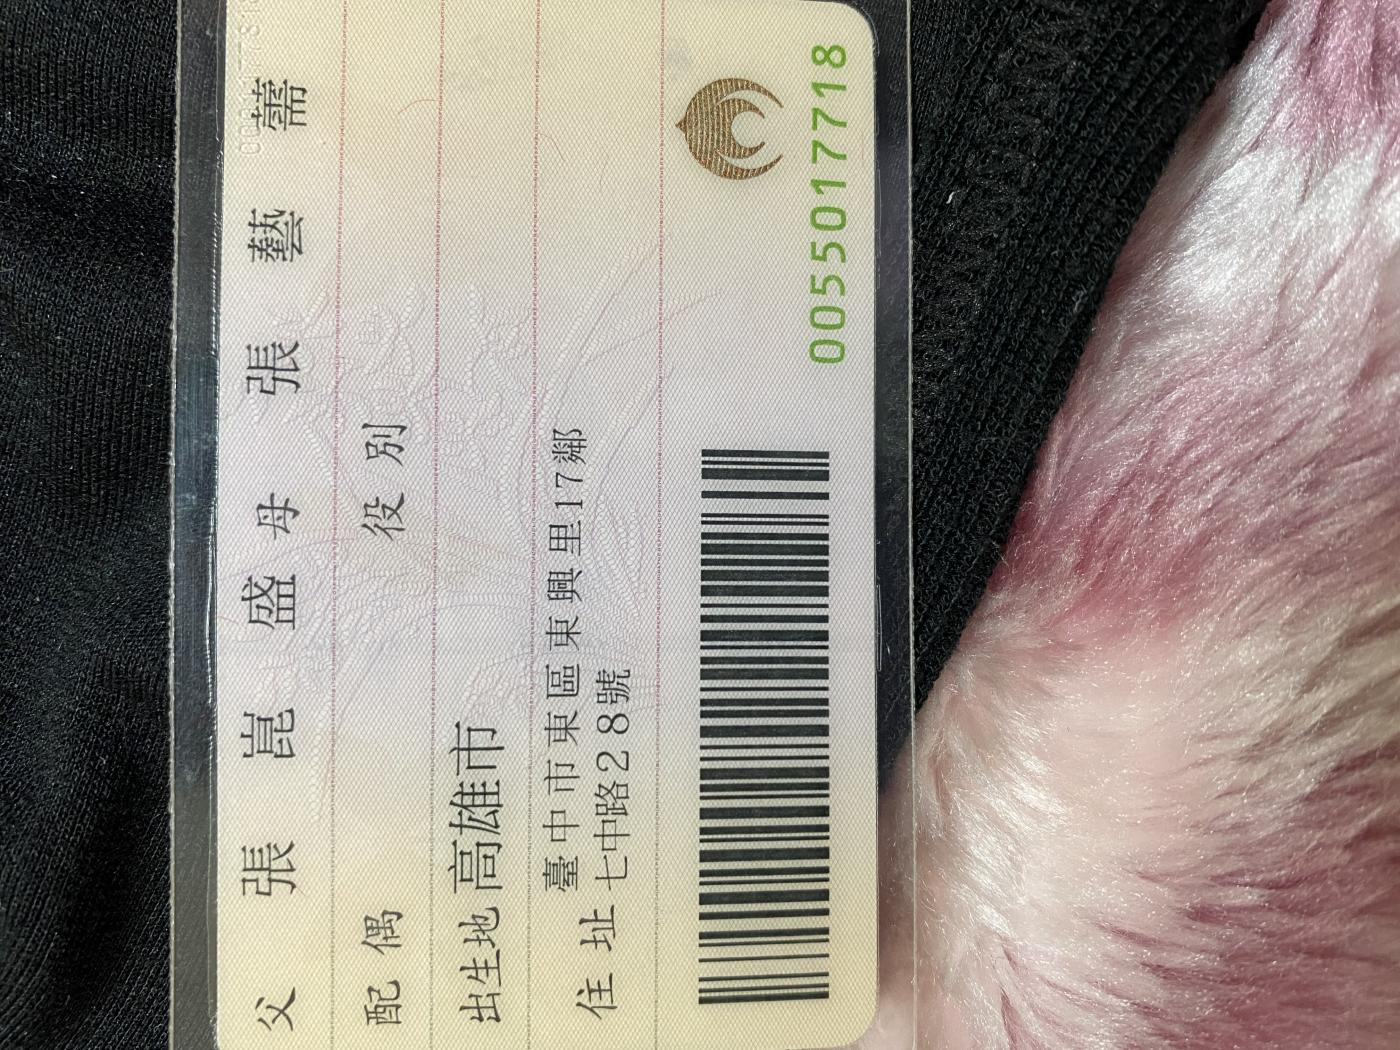 父 張崑盛 母 張藝薷
配偶 役別
出生地 高雄市
住址 臺中市東區東興里17鄰
七中路28號
0055017718